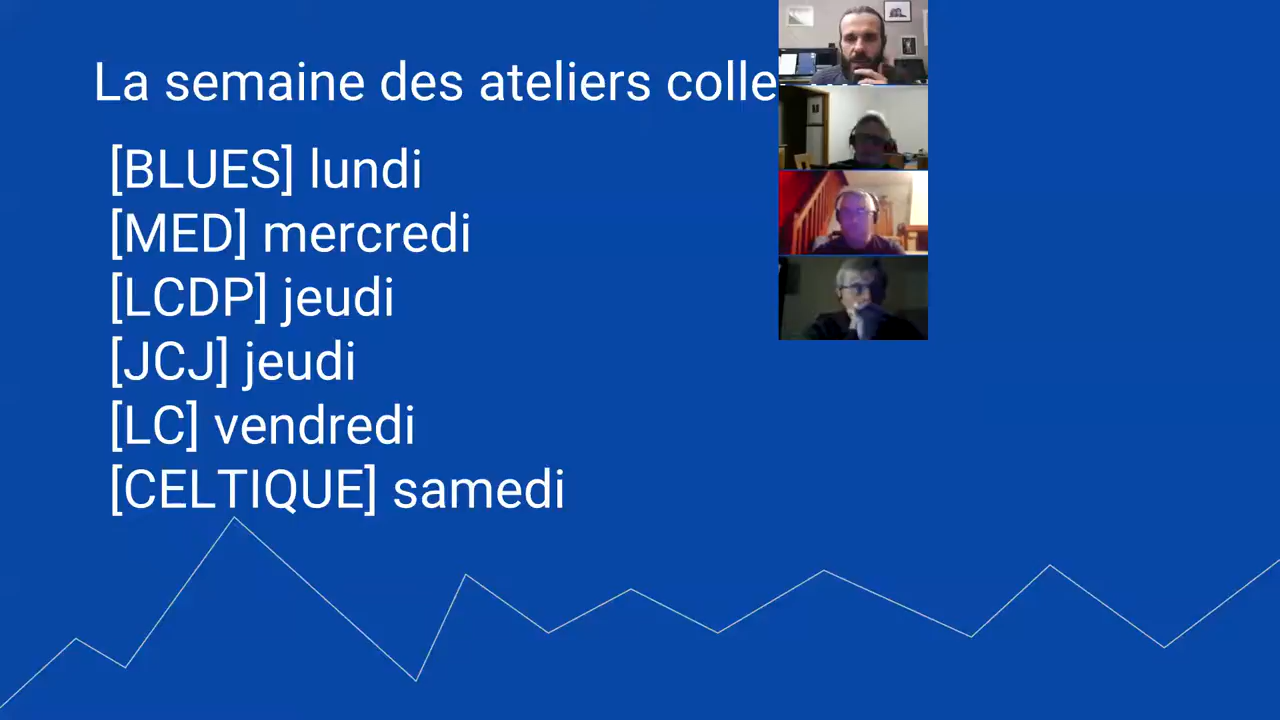 La semaine des ateliers colle
[BLUES] lundi
[MED] mercredi
[LCDP] jeudi
[JCJ] jeudi
[LC] vendredi
[CELTIQUE] samedi